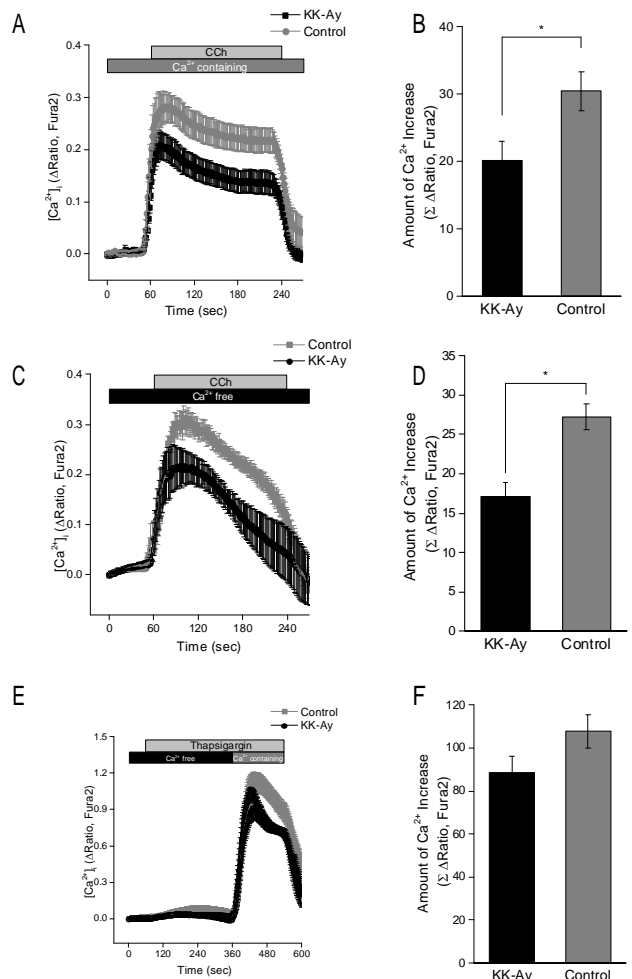 A
KK-Ay
Control
CCh
Ca²⁺ containing
[Ca²⁺]ᵢ (ΔRatio, Fura2)
0.4
0.3
0.2
0.1
0.0
0 60 120 180 240
Time (sec)
B
*
Amount of Ca²⁺ Increase
(Σ ΔRatio, Fura2)
40
30
20
10
0
KK-Ay Control
C
Control
KK-Ay
CCh
Ca²⁺ free
[Ca²⁺]ᵢ (ΔRatio, Fura2)
0.4
0.3
0.2
0.1
0.0
0 60 120 180 240
Time (sec)
D
*
Amount of Ca²⁺ Increase
(Σ ΔRatio, Fura2)
35
30
25
20
15
10
5
0
KK-Ay Control
E
Control
KK-Ay
Thapsigargin
Ca²⁺ free Ca²⁺ containing
[Ca²⁺]ᵢ (ΔRatio, Fura2)
1.5
1.2
0.9
0.6
0.3
0.0
0 120 240 360 480 600
Time (sec)
F
Amount of Ca²⁺ Increase
(Σ ΔRatio, Fura2)
120
100
80
60
40
20
0
KK-Ay Control